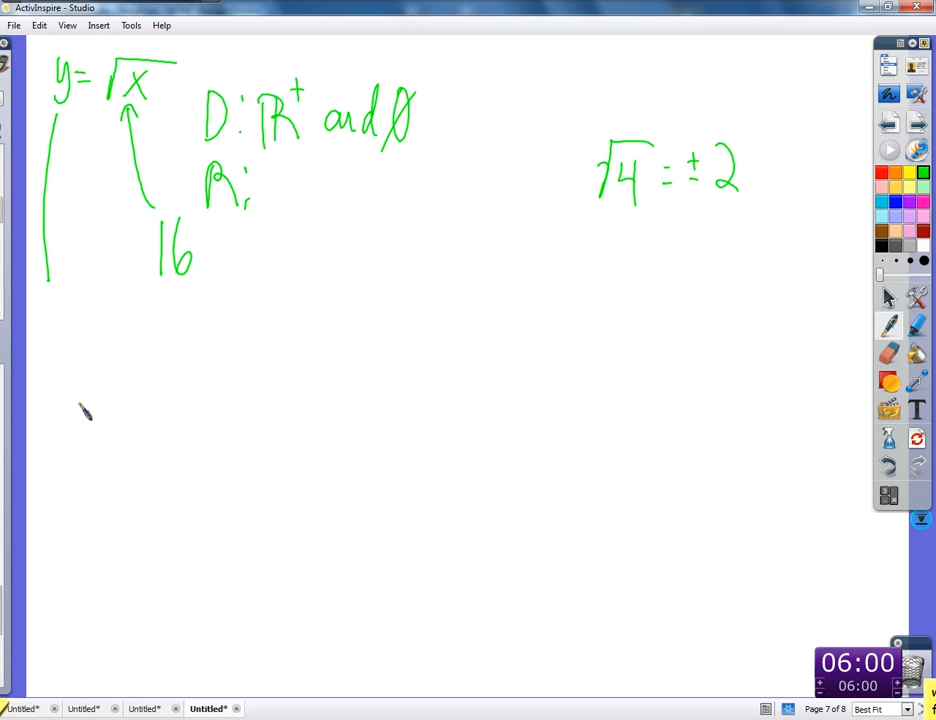 ActivInspire - Studio
File Edit View Insert Tools Help
y = √x
D: ℝ⁺ and 0
R:
16
√4 = ± 2
06:00
06:00
Untitled* Untitled* Untitled* Untitled*
Page 7 of 8 Best Fit